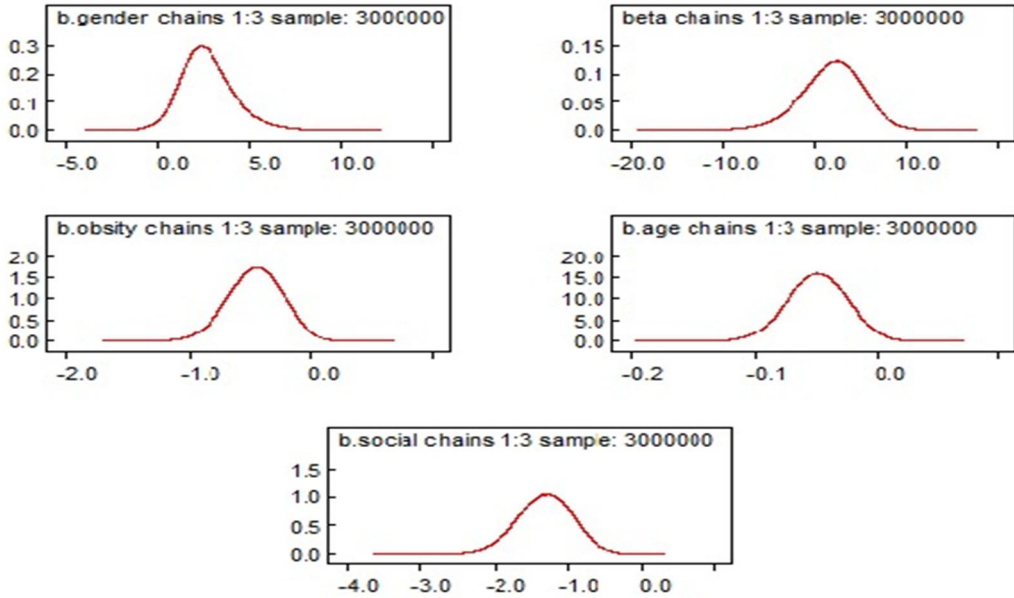 b.gender chains 1:3 sample: 3000000
0.3
0.2
0.1
0.0
-5.0 0.0 5.0 10.0
beta chains 1:3 sample: 3000000
0.15
0.1
0.05
0.0
-20.0 -10.0 0.0 10.0
b.obsity chains 1:3 sample: 3000000
2.0
1.5
1.0
0.5
0.0
-2.0 -1.0 0.0
b.age chains 1:3 sample: 3000000
20.0
15.0
10.0
5.0
0.0
-0.2 -0.1 0.0
b.social chains 1:3 sample: 3000000
1.5
1.0
0.5
0.0
-4.0 -3.0 -2.0 -1.0 0.0